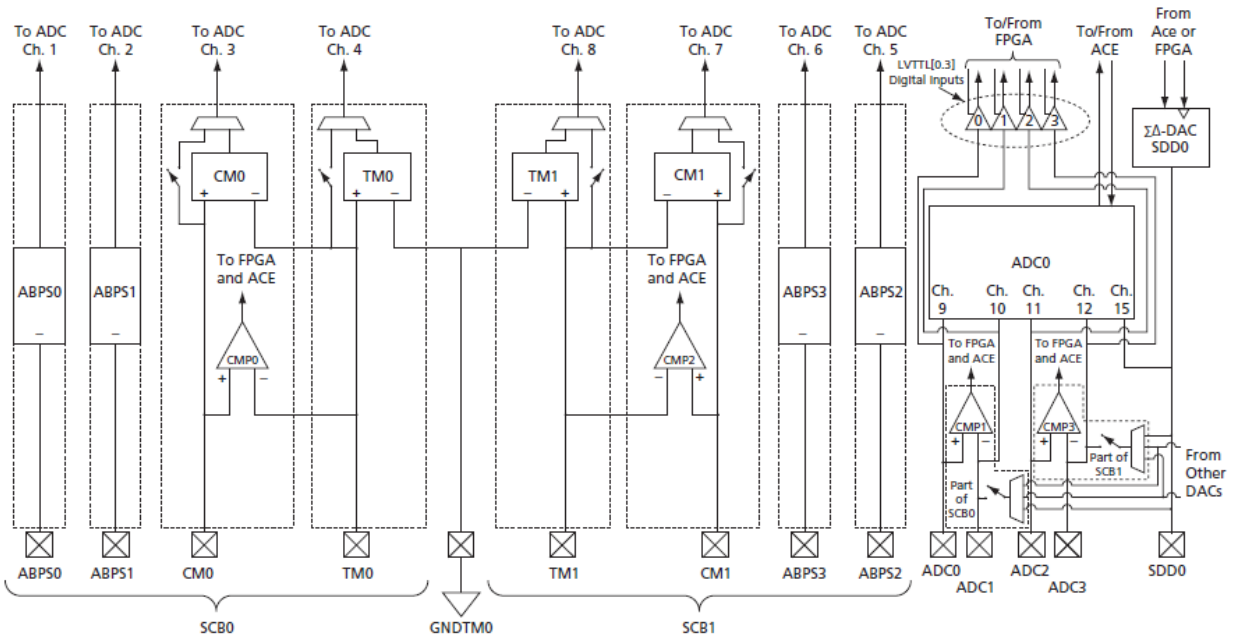 To ADC
Ch. 1
To ADC
Ch. 2
To ADC
Ch. 3
To ADC
Ch. 4
To ADC
Ch. 8
To ADC
Ch. 7
To ADC
Ch. 6
To ADC
Ch. 5
To/From
FPGA
To/From
ACE
From
Ace or
FPGA
LVTTL[0.3]
Digital Inputs
0
1
2
3
ΣΔ-DAC
SDD0
CM0
+ −
TM0
+ −
TM1
− +
CM1
− +
ABPS0
−
ABPS1
−
To FPGA
and ACE
CMP0
+ −
To FPGA
and ACE
CMP2
− +
ABPS3
−
ABPS2
−
ADC0
Ch.
9
Ch.
10
Ch.
11
Ch.
12
Ch.
15
To FPGA
and ACE
CMP1
+ −
To FPGA
and ACE
CMP3
+ −
Part of
SCB1
Part
of
SCB0
From
Other
DACs
ABPS0
ABPS1
CM0
TM0
TM1
CM1
ABPS3
ABPS2
ADC0
ADC1
ADC2
ADC3
SDD0
SCB0
GNDTM0
SCB1